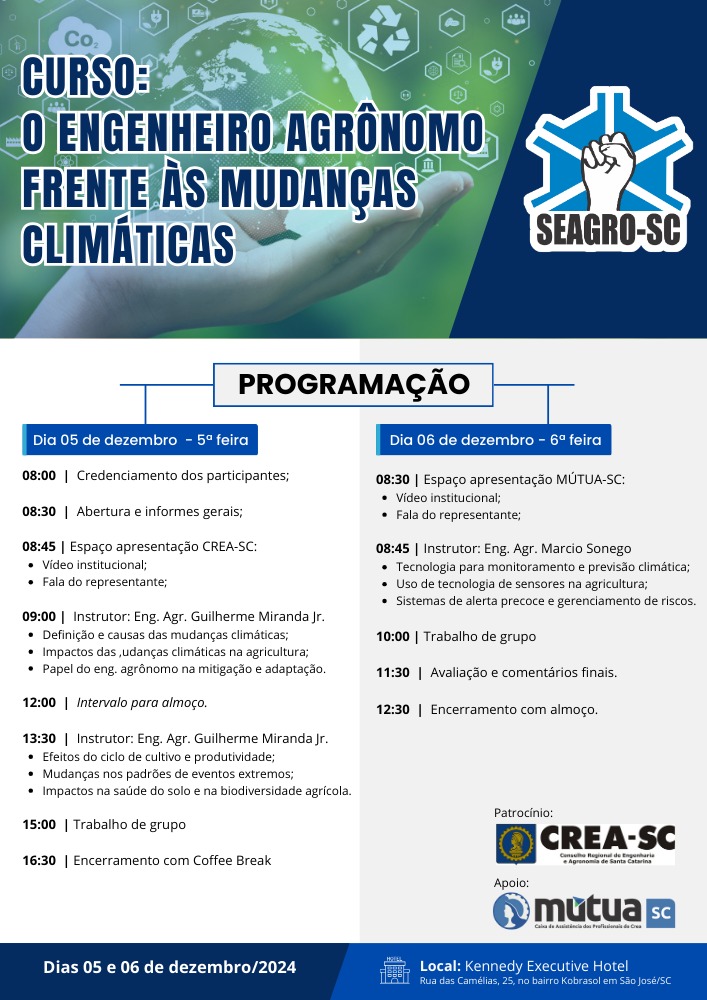 Co₂
CURSO:
O ENGENHEIRO AGRÔNOMO
FRENTE ÀS MUDANÇAS
CLIMÁTICAS
SEAGRO-SC
PROGRAMAÇÃO
Dia 05 de dezembro - 5ª feira
08:00 | Credenciamento dos participantes;
08:30 | Abertura e informes gerais;
08:45 | Espaço apresentação CREA-SC:
• Vídeo institucional;
• Fala do representante;
09:00 | Instrutor: Eng. Agr. Guilherme Miranda Jr.
• Definição e causas das mudanças climáticas;
• Impactos das ,udanças climáticas na agricultura;
• Papel do eng. agrônomo na mitigação e adaptação.
12:00 | Intervalo para almoço.
13:30 | Instrutor: Eng. Agr. Guilherme Miranda Jr.
• Efeitos do ciclo de cultivo e produtividade;
• Mudanças nos padrões de eventos extremos;
• Impactos na saúde do solo e na biodiversidade agrícola.
15:00 | Trabalho de grupo
16:30 | Encerramento com Coffee Break
Dia 06 de dezembro - 6ª feira
08:30 | Espaço apresentação MÚTUA-SC:
• Vídeo institucional;
• Fala do representante;
08:45 | Instrutor: Eng. Agr. Marcio Sonego
• Tecnologia para monitoramento e previsão climática;
• Uso de tecnologia de sensores na agricultura;
• Sistemas de alerta precoce e gerenciamento de riscos.
10:00 | Trabalho de grupo
11:30 | Avaliação e comentários finais.
12:30 | Encerramento com almoço.
Patrocínio:
CREA-SC
Conselho Regional de Engenharia
e Agronomia de Santa Catarina
Apoio:
mútua SC
Caixa de Assistência dos Profissionais do Crea
Dias 05 e 06 de dezembro/2024
HOTEL
Local: Kennedy Executive Hotel
Rua das Camélias, 25, no bairro Kobrasol em São José/SC